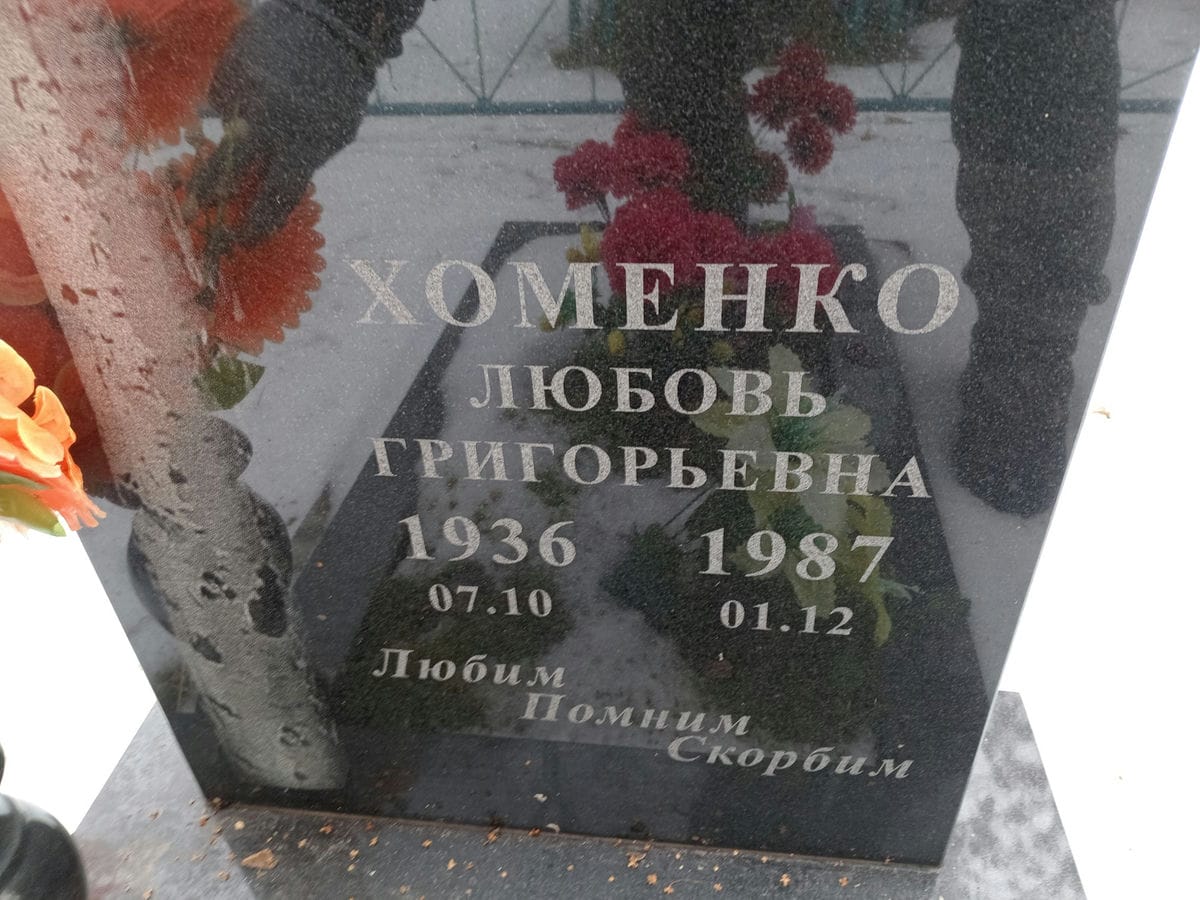 ХОМЕНКО
ЛЮБОВЬ
ГРИГОРЬЕВНА
1936 1987
07.10 01.12
Любим
Помним
Скорбим